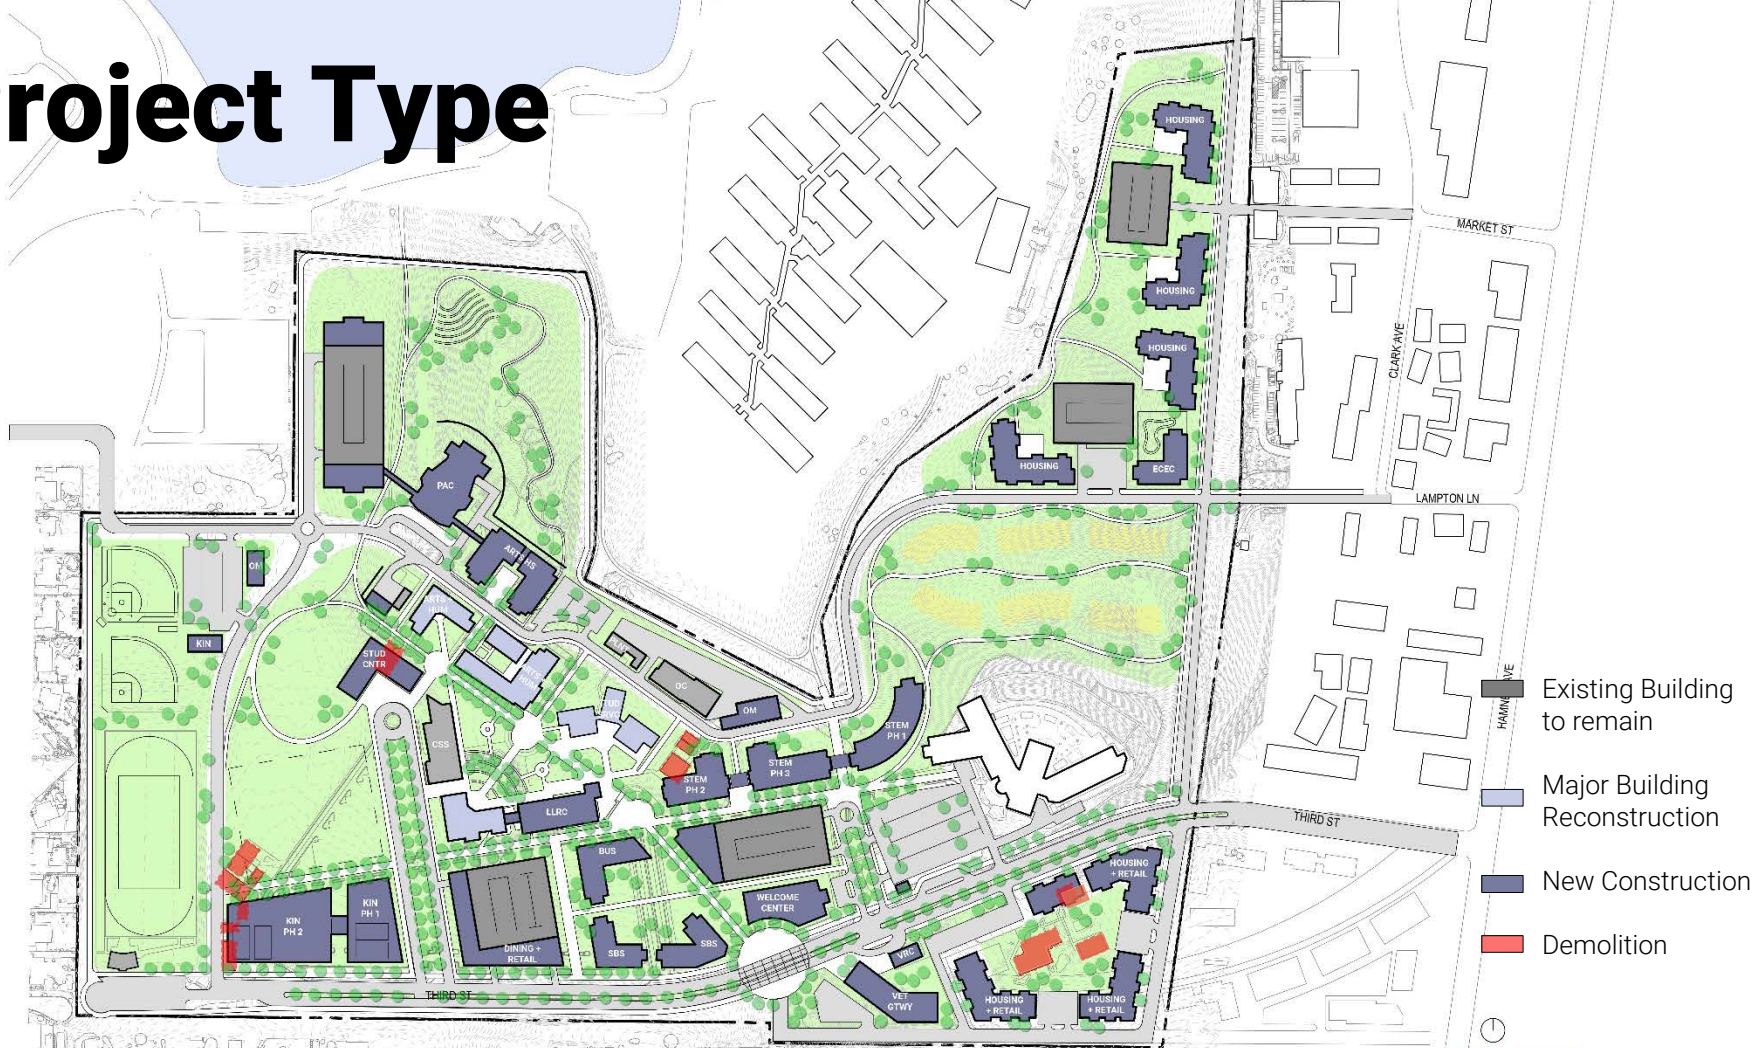 roject Type
HOUSING
MARKET ST
HOUSING
CLARK AVE
HOUSING
HOUSING
ECEC
LAMPTON LN
PAC
OM
KIN
STUD
CNTR
OC
OM
CSS
STEM
PH 1
STEM
PH 3
STEM
PH 2
LLRC
BUS
THIRD ST
WELCOME
CENTER
HOUSING
+ RETAIL
KIN
PH 1
KIN
PH 2
DINING +
RETAIL
SBS
SBS
VRC
VET
GTWY
HOUSING
+ RETAIL
HOUSING
+ RETAIL
THIRD ST
Existing Building
to remain
Major Building
Reconstruction
New Construction
Demolition